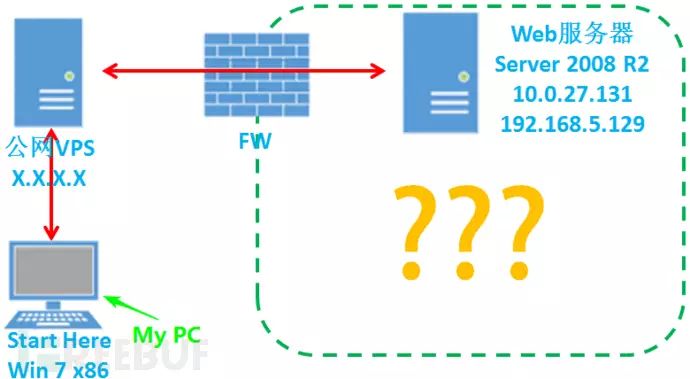 Web服务器
Server 2008 R2
10.0.27.131
192.168.5.129
公网VPS
X.X.X.X
FW
???
My PC
Start Here
Win 7 x86
REEBUF